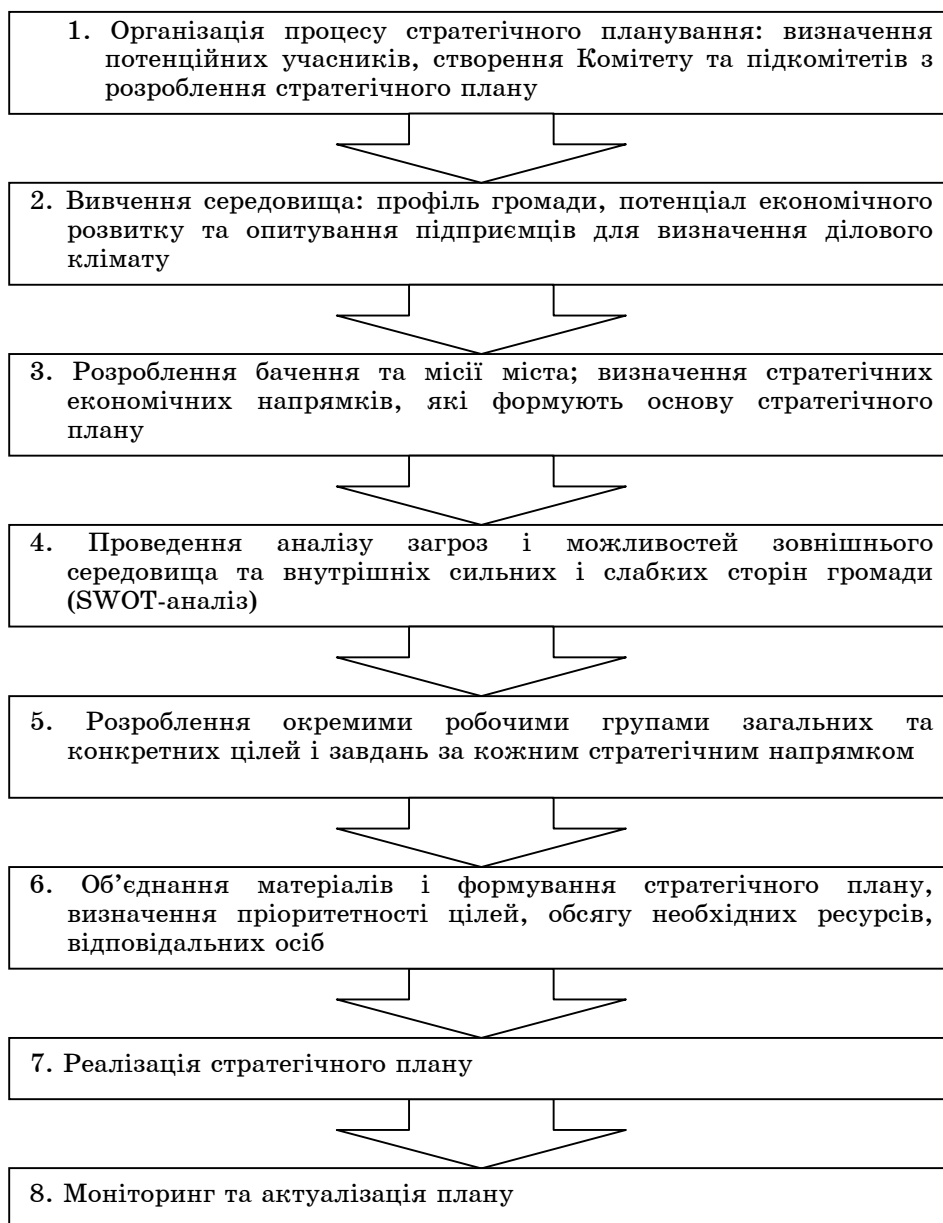 1. Організація процесу стратегічного планування: визначення
потенційних учасників, створення Комітету та підкомітетів з
розроблення стратегічного плану
2. Вивчення середовища: профіль громади, потенціал економічного
розвитку та опитування підприємців для визначення ділового
клімату
3. Розроблення бачення та місії міста; визначення стратегічних
економічних напрямків, які формують основу стратегічного
плану
4. Проведення аналізу загроз і можливостей зовнішнього
середовища та внутрішніх сильних і слабких сторін громади
(SWOT-аналіз)
5. Розроблення окремими робочими групами загальних та
конкретних цілей і завдань за кожним стратегічним напрямком
6. Об’єднання матеріалів і формування стратегічного плану,
визначення пріоритетності цілей, обсягу необхідних ресурсів,
відповідальних осіб
7. Реалізація стратегічного плану
8. Моніторинг та актуалізація плану